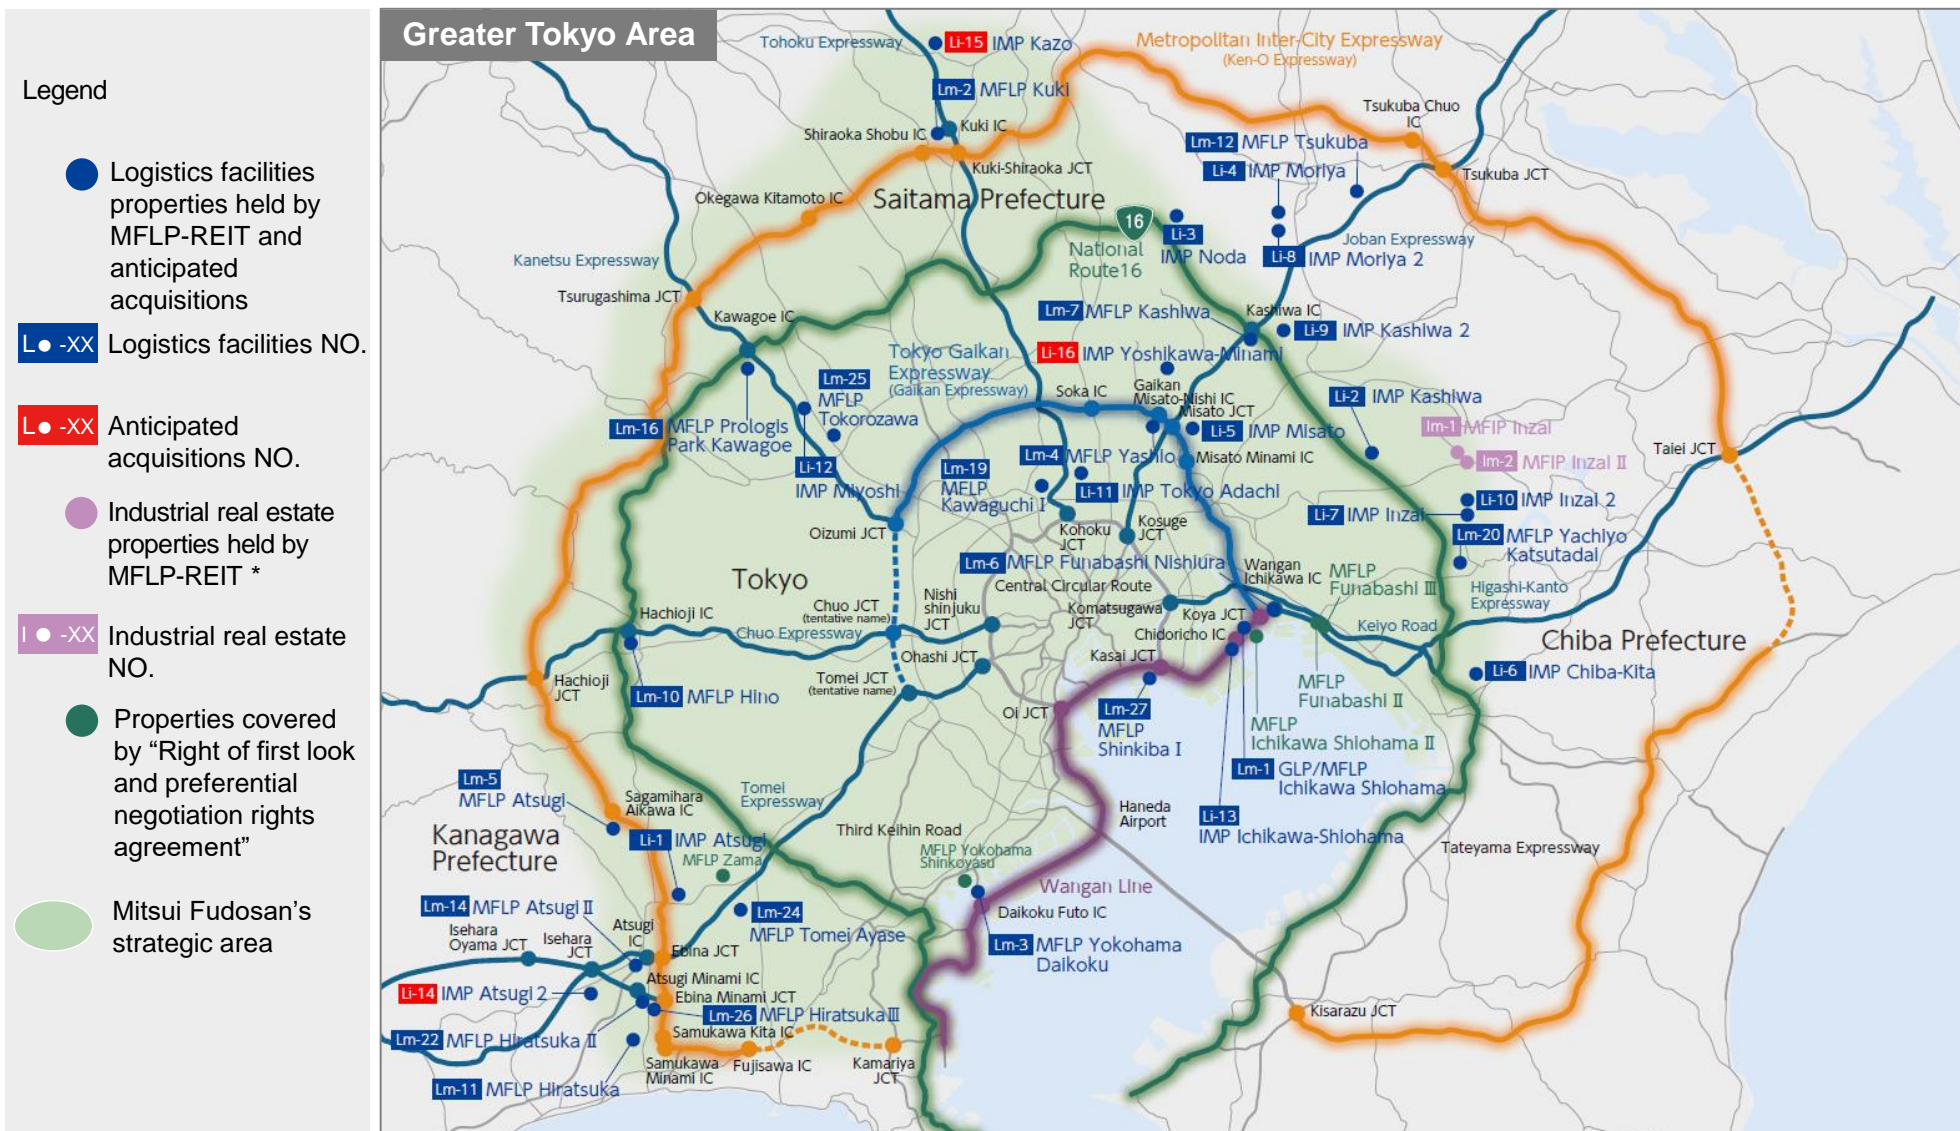 Legend
Logistics facilities
properties held by
MFLP-REIT and
anticipated
acquisitions
L● -XX Logistics facilities NO.
L● -XX Anticipated
acquisitions NO.
Industrial real estate
properties held by
MFLP-REIT *
I ● -XX Industrial real estate
NO.
Properties covered
by “Right of first look
and preferential
negotiation rights
agreement”
Mitsui Fudosan’s
strategic area
Greater Tokyo Area
Tohoku Expressway
Li-15 IMP Kazo
Metropolitan Inter-City Expressway
(Ken-O Expressway)
Lm-2 MFLP Kuki
Tsukuba Chuo
IC
Shiraoka Shobu IC
Kuki IC
Lm-12 MFLP Tsukuba
Kuki-Shiraoka JCT
Li-4 IMP Moriya
Tsukuba JCT
Okegawa Kitamoto IC
Saitama Prefecture
16
National
Route16
Li-3
IMP Noda
Joban Expressway
Li-8 IMP Moriya 2
Kanetsu Expressway
Tsurugashima JCT
Kawagoe IC
Lm-7 MFLP Kashiwa
Kashiwa IC
Li-9 IMP Kashiwa 2
Tokyo Gaikan
Expressway
(Gaikan Expressway)
Li-16 IMP Yoshikawa-Minami
Lm-25
MFLP
Tokorozawa
Soka IC
Gaikan
Misato-Nishi IC
Misato JCT
Li-2 IMP Kashiwa
Lm-16 MFLP Prologis
Park Kawagoe
Li-5 IMP Misato
Im-1 MFIP Inzai
Im-2 MFIP Inzai II
Taiei JCT
Li-12
IMP Miyoshi
Lm-19
MFLP
Kawaguchi I
Lm-4 MFLP Yashio
Misato Minami IC
Li-11 IMP Tokyo Adachi
Li-10 IMP Inzai 2
Li-7 IMP Inzai
Oizumi JCT
Kohoku
JCT
Kosuge
JCT
Lm-20 MFLP Yachiyo
Katsutadai
Tokyo
Lm-6 MFLP Funabashi Nishiura
Wangan
Ichikawa IC
MFLP
Funabashi III
Higashi-Kanto
Expressway
Central Circular Route
Nishi
shinjuku
JCT
Hachioji IC
Chuo JCT
(tentative name)
Chuo Expressway
Komatsugawa
JCT
Koya JCT
Chidoricho IC
Keiyo Road
Chiba Prefecture
Ohashi JCT
Kasai JCT
Hachioji
JCT
Tomei JCT
(tentative name)
Li-6 IMP Chiba-Kita
Lm-10 MFLP Hino
MFLP
Funabashi II
Oi JCT
Lm-27
MFLP
Shinkiba I
MFLP
Ichikawa Shiohama II
Lm-1 GLP/MFLP
Ichikawa Shiohama
Lm-5
MFLP Atsugi
Sagamihara
Aikawa IC
Tomei
Expressway
Haneda
Airport
Li-13
IMP Ichikawa-Shiohama
Kanagawa
Prefecture
Li-1 IMP Atsugi
MFLP Zama
Third Keihin Road
MFLP Yokohama
Shinkoyasu
Tateyama Expressway
Wangan Line
Lm-14 MFLP Atsugi II
Daikoku Futo IC
Lm-24
MFLP Tomei Ayase
Isehara
Oyama JCT
Isehara
JCT
Atsugi
IC
Ebina JCT
Lm-3 MFLP Yokohama
Daikoku
Atsugi Minami IC
Li-14 IMP Atsugi 2
Ebina Minami JCT
Lm-26 MFLP Hiratsuka III
Kisarazu JCT
Samukawa Kita IC
Lm-22 MFLP Hiratsuka II
Samukawa
Minami IC
Fujisawa IC
Kamariya
JCT
Lm-11 MFLP Hiratsuka